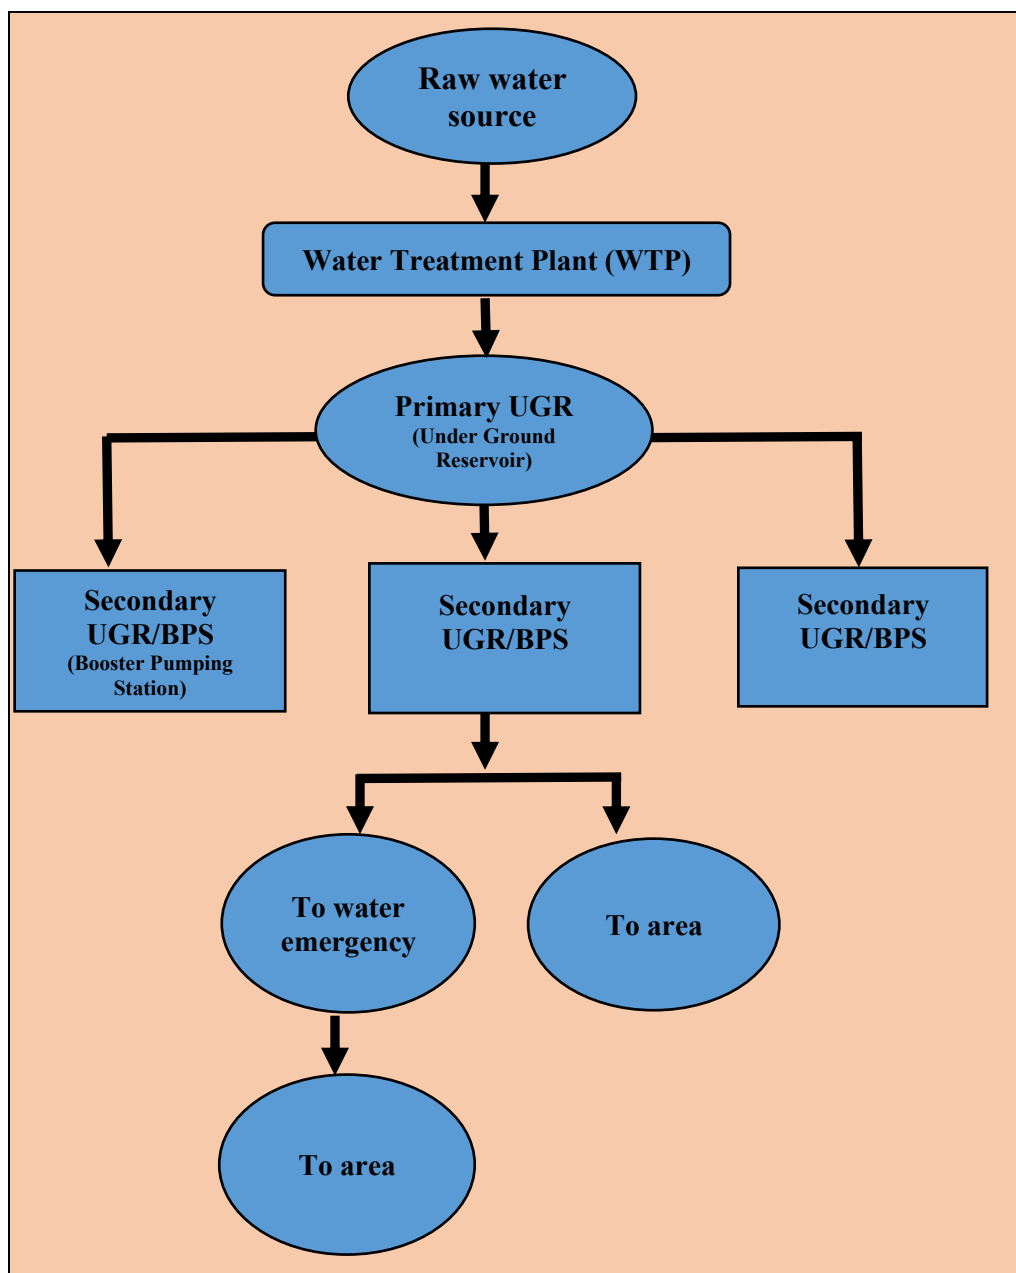 Raw water
source
Water Treatment Plant (WTP)
Primary UGR
(Under Ground
Reservoir)
Secondary
UGR/BPS
(Booster Pumping
Station)
Secondary
UGR/BPS
Secondary
UGR/BPS
To water
emergency
To area
To area